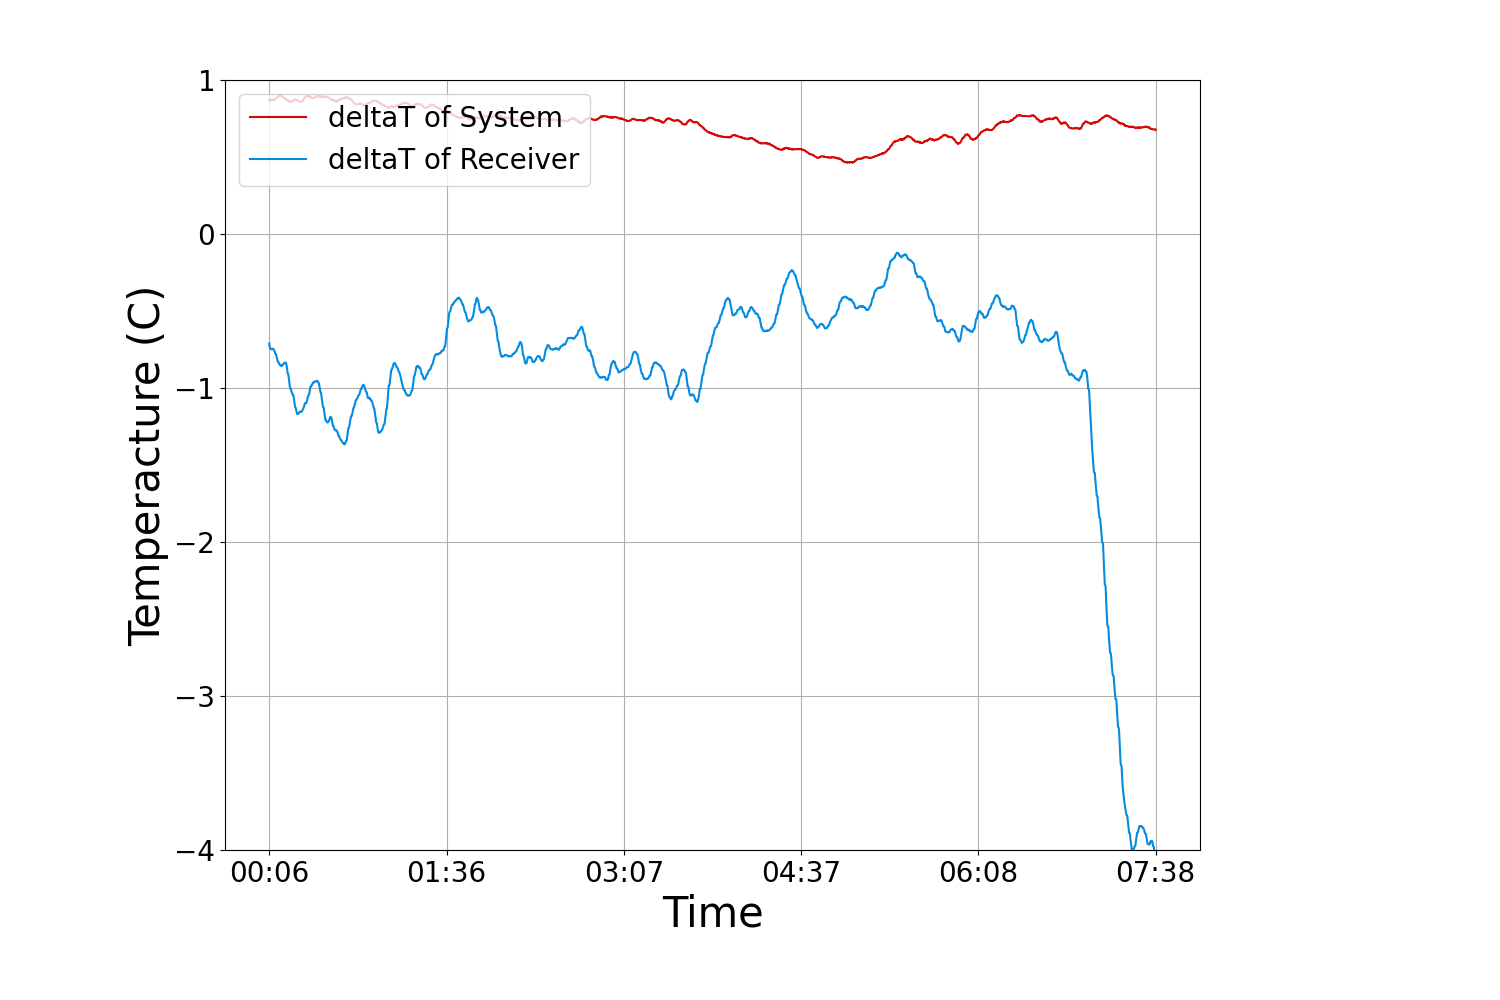 deltaT of System
deltaT of Receiver
1
0
−1
−2
−3
−4
Temperacture (C)
00:06 01:36 03:07 04:37 06:08 07:38
Time